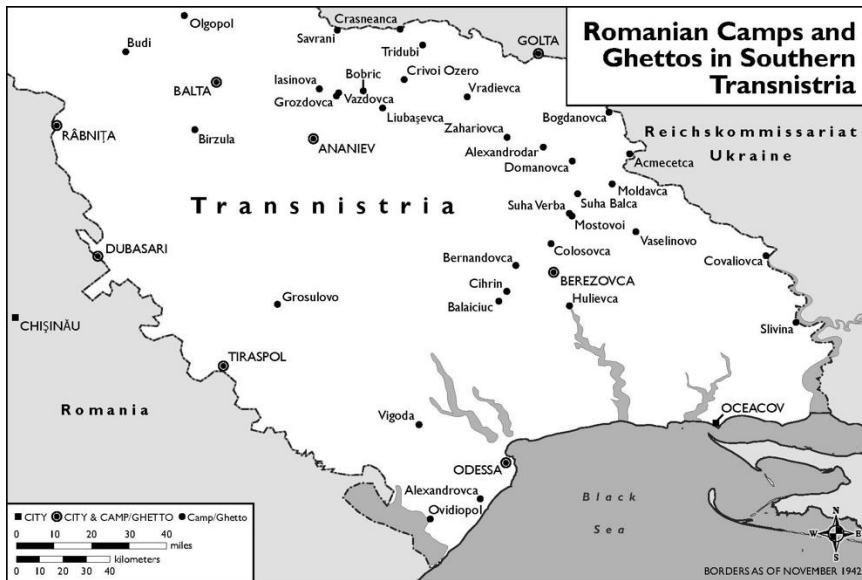 Romanian Camps and
Ghettos in Southern
Transnistria
Olgopol
Crasneanca
Savrani
Budi
Tridubi
GOLTA
BALTA
Iasinova
Bobric
Crivoi Ozero
Grozdovca
Vazdovca
Vradievca
Liubaşevca
Bogdanovca
RÂBNIŢA
Birzula
ANANIEV
Zahariovca
Reichskommissariat
Ukraine
Alexandrodar
Acmecetca
Domanovca
Moldavca
Transnistria
Suha Balca
Suha Verba
Mostovoi
Vaselinovo
DUBASARI
Colosovca
Bernandovca
Covaliovca
BEREZOVCA
Cihrin
Grosulovo
Balaiciuc
Hulievca
CHIŞINĂU
Slivina
TIRASPOL
Romania
Vigoda
OCEACOV
ODESSA
Alexandrovca
Ovidiopol
Black
Sea
CITY
CITY & CAMP/GHETTO
Camp/Ghetto
0 10 20 30 40
miles
kilometers
0 10 20 30 40
N
W E
S
BORDERS AS OF NOVEMBER 1942